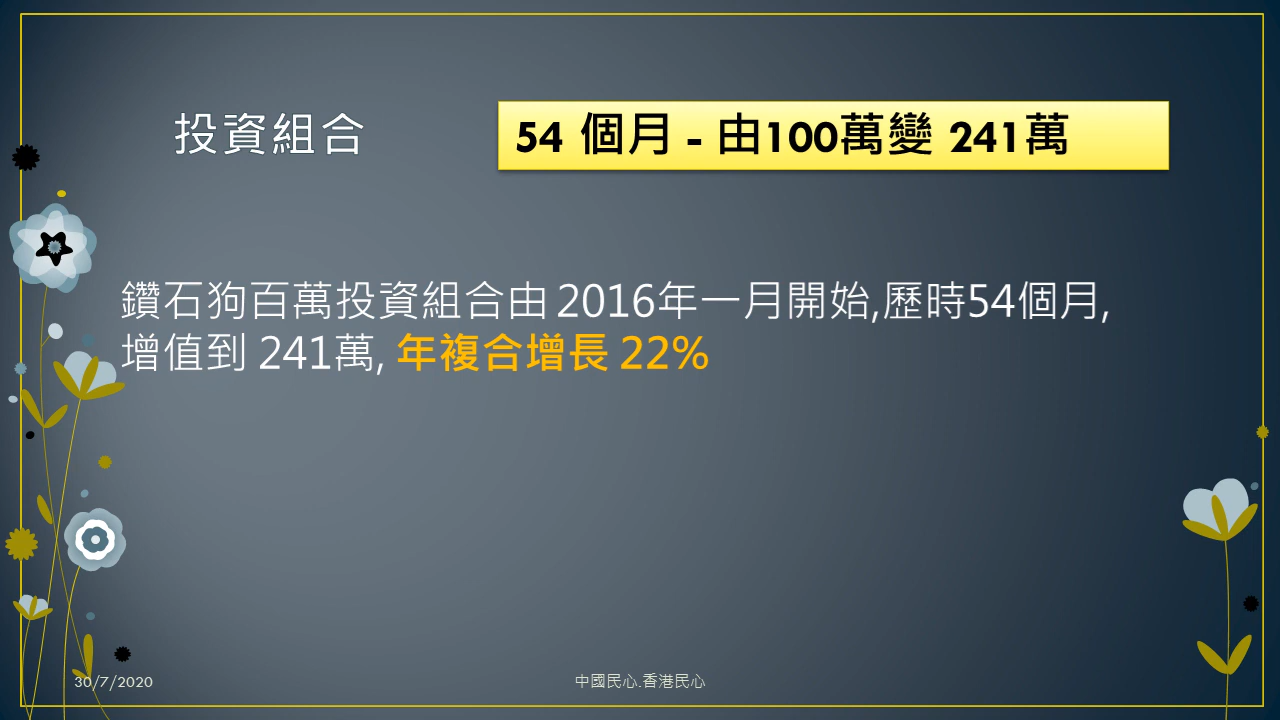 投資組合
54 個月 - 由100萬變 241萬
鑽石狗百萬投資組合由 2016年一月開始,歷時54個月,
增值到 241萬, 年複合增長 22%
30/7/2020
中國民心.香港民心